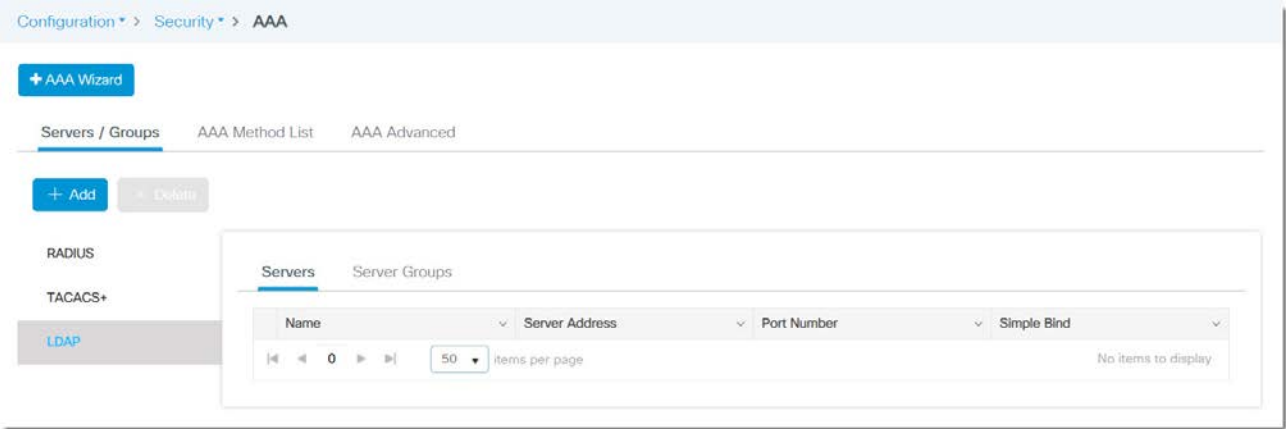 Configuration > Security > AAA
+ AAA Wizard
Servers / Groups AAA Method List AAA Advanced
+ Add × Delete
RADIUS
TACACS+
LDAP
Servers Server Groups
Name Server Address Port Number Simple Bind
0 50 items per page No items to display